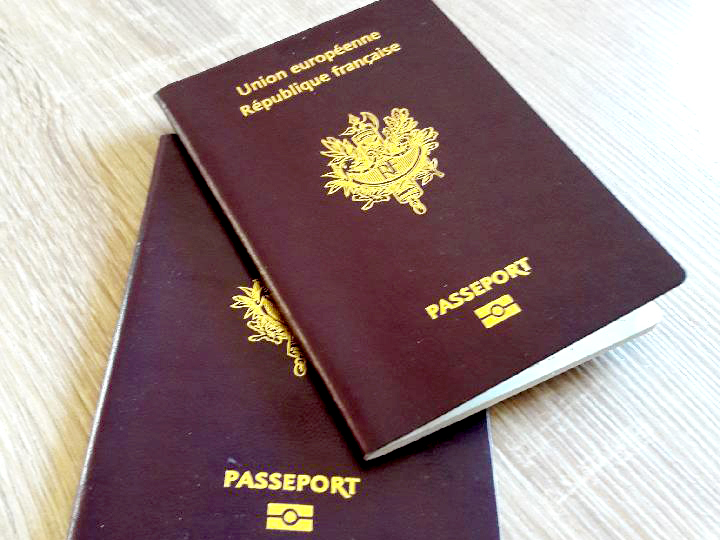 Union européenne
République française
PASSEPORT
PASSEPORT